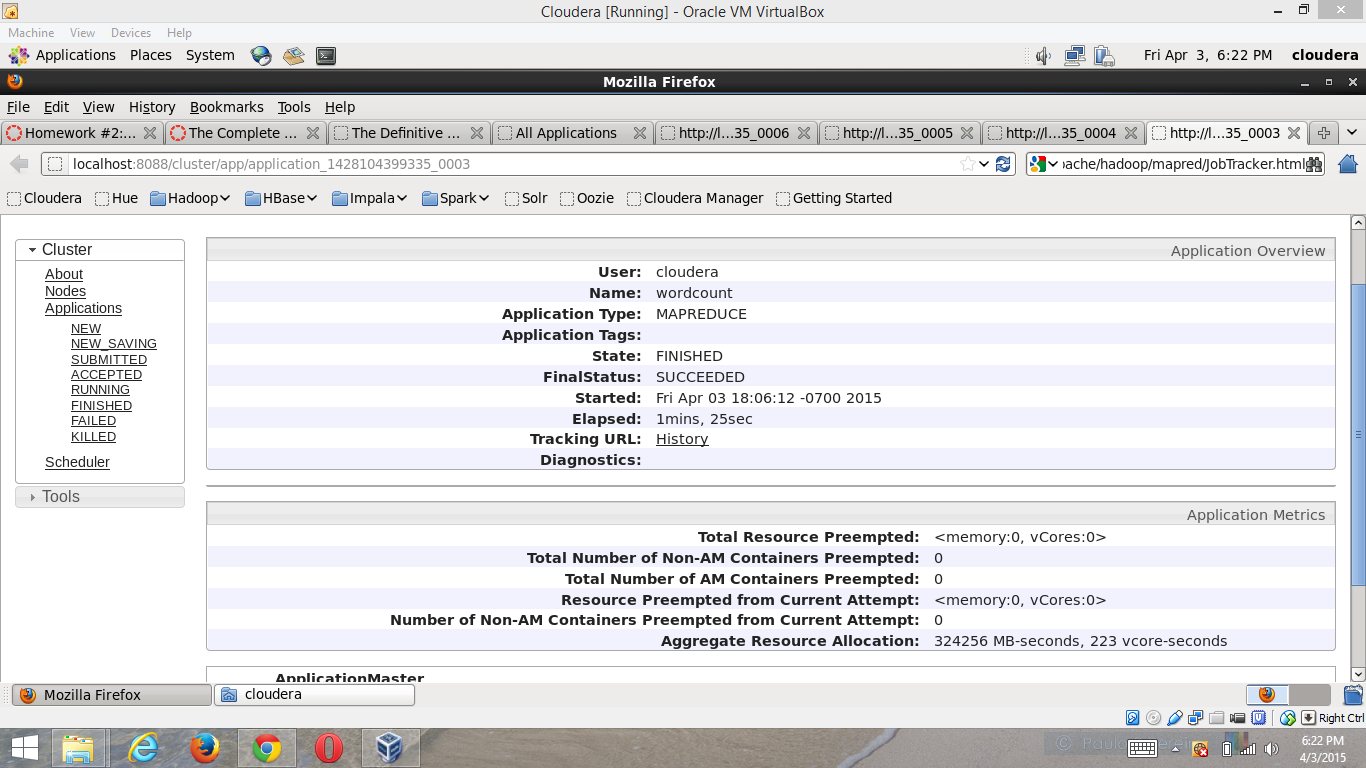 Cloudera [Running] - Oracle VM VirtualBox
Machine View Devices Help
Applications Places System Fri Apr 3, 6:22 PM cloudera
Mozilla Firefox
File Edit View History Bookmarks Tools Help
Homework #2:... The Complete ... The Definitive ... All Applications http://l...35_0006 http://l...35_0005 http://l...35_0004 http://l...35_0003
localhost:8088/cluster/app/application_1428104399335_0003 ache/hadoop/mapred/JobTracker.html
Cloudera Hue Hadoop HBase Impala Spark Solr Oozie Cloudera Manager Getting Started
Cluster
About
Nodes
Applications
NEW
NEW_SAVING
SUBMITTED
ACCEPTED
RUNNING
FINISHED
FAILED
KILLED
Scheduler
Tools
Application Overview
User: cloudera
Name: wordcount
Application Type: MAPREDUCE
Application Tags:
State: FINISHED
FinalStatus: SUCCEEDED
Started: Fri Apr 03 18:06:12 -0700 2015
Elapsed: 1mins, 25sec
Tracking URL: History
Diagnostics:
Application Metrics
Total Resource Preempted: <memory:0, vCores:0>
Total Number of Non-AM Containers Preempted: 0
Total Number of AM Containers Preempted: 0
Resource Preempted from Current Attempt: <memory:0, vCores:0>
Number of Non-AM Containers Preempted from Current Attempt: 0
Aggregate Resource Allocation: 324256 MB-seconds, 223 vcore-seconds
ApplicationMaster
Mozilla Firefox cloudera
Right Ctrl
6:22 PM
4/3/2015